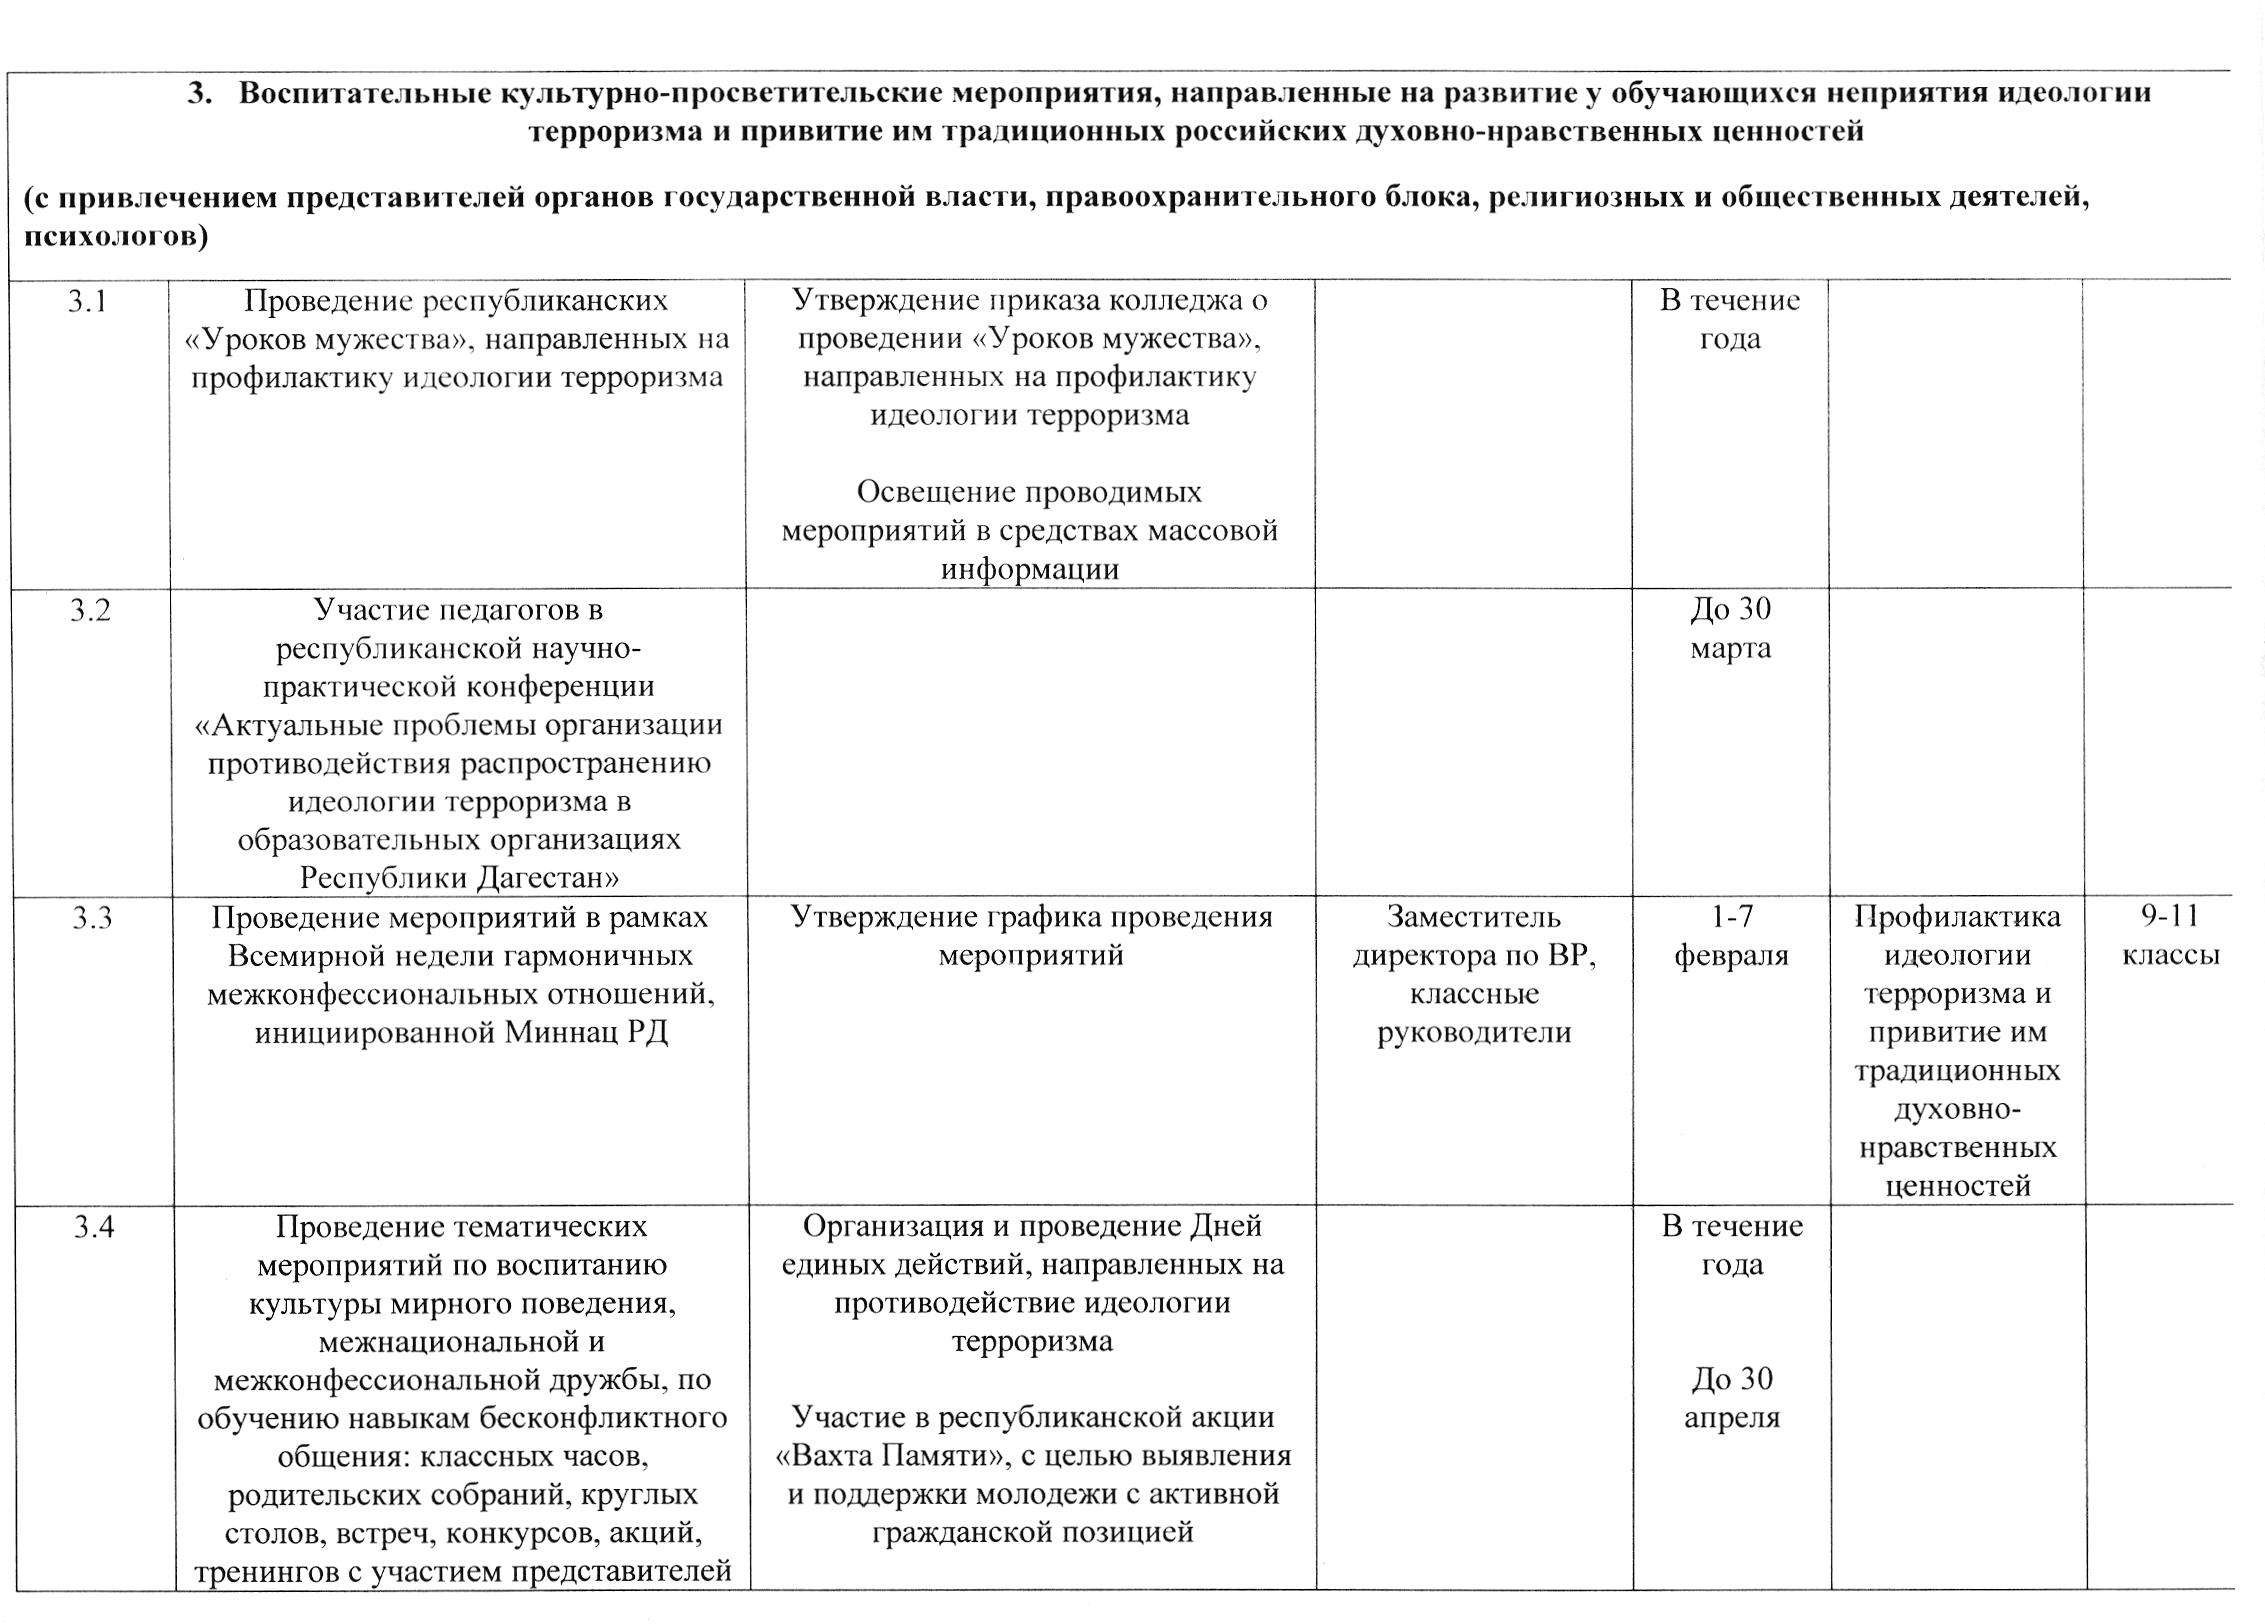 3. Воспитательные культурно-просветительские мероприятия, направленные на развитие у обучающихся неприятия идеологии
терроризма и привитие им традиционных российских духовно-нравственных ценностей
(с привлечением представителей органов государственной власти, правоохранительного блока, религиозных и общественных деятелей,
психологов)
3.1
Проведение республиканских
«Уроков мужества», направленных на
профилактику идеологии терроризма
Утверждение приказа колледжа о
проведении «Уроков мужества»,
направленных на профилактику
идеологии терроризма
Освещение проводимых
мероприятий в средствах массовой
информации
В течение
года
3.2
Участие педагогов в
республиканской научно-
практической конференции
«Актуальные проблемы организации
противодействия распространению
идеологии терроризма в
образовательных организациях
Республики Дагестан»
До 30
марта
3.3
Проведение мероприятий в рамках
Всемирной недели гармоничных
межконфессиональных отношений,
инициированной Миннац РД
Утверждение графика проведения
мероприятий
Заместитель
директора по ВР,
классные
руководители
1-7
февраля
Профилактика
идеологии
терроризма и
привитие им
традиционных
духовно-
нравственных
ценностей
9-11
классы
3.4
Проведение тематических
мероприятий по воспитанию
культуры мирного поведения,
межнациональной и
межконфессиональной дружбы, по
обучению навыкам бесконфликтного
общения: классных часов,
родительских собраний, круглых
столов, встреч, конкурсов, акций,
тренингов с участием представителей
Организация и проведение Дней
единых действий, направленных на
противодействие идеологии
терроризма
Участие в республиканской акции
«Вахта Памяти», с целью выявления
и поддержки молодежи с активной
гражданской позицией
В течение
года
До 30
апреля